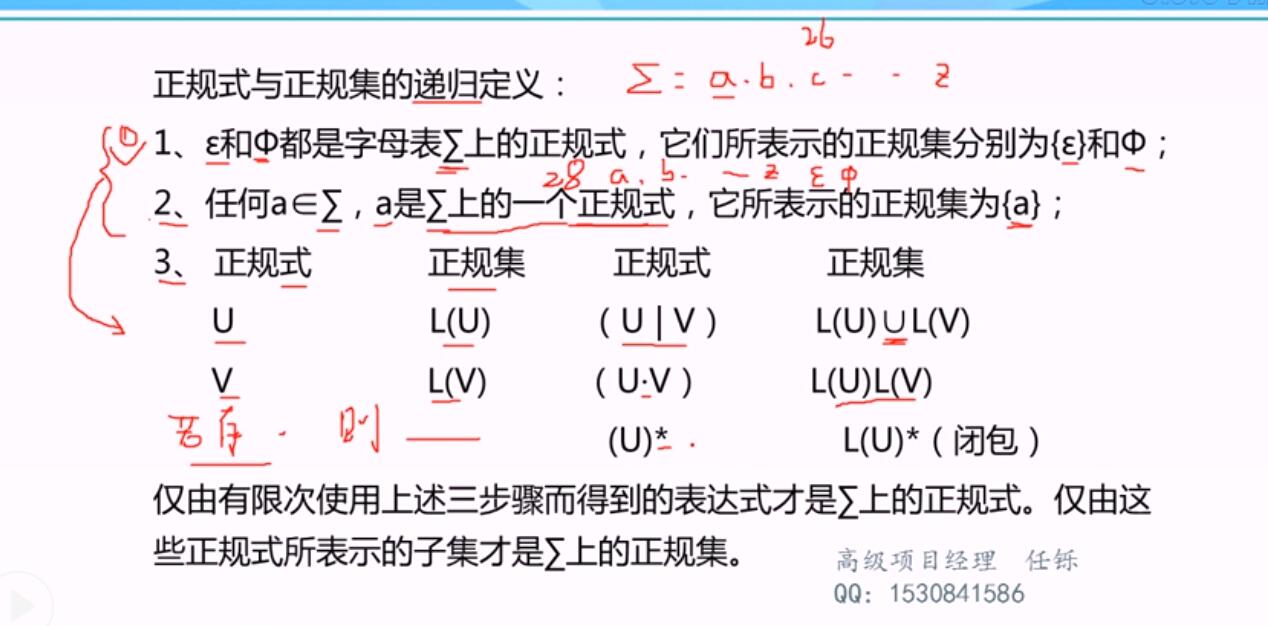 26
正规式与正规集的递归定义： Σ = a . b . c - - z
1、ε和Φ都是字母表∑上的正规式，它们所表示的正规集分别为{ε}和Φ；
28 a . b . — z ε φ
2、任何a∈∑，a是∑上的一个正规式，它所表示的正规集为{a}；
3、 正规式 正规集 正规式 正规集
U L(U) （U | V） L(U)∪L(V)
V L(V) （U·V） L(U)L(V)
若有 . 则 ——
(U)* L(U)*（闭包）
仅由有限次使用上述三步骤而得到的表达式才是∑上的正规式。仅由这
些正规式所表示的子集才是∑上的正规集。
高级项目经理 任铄
QQ：1530841586